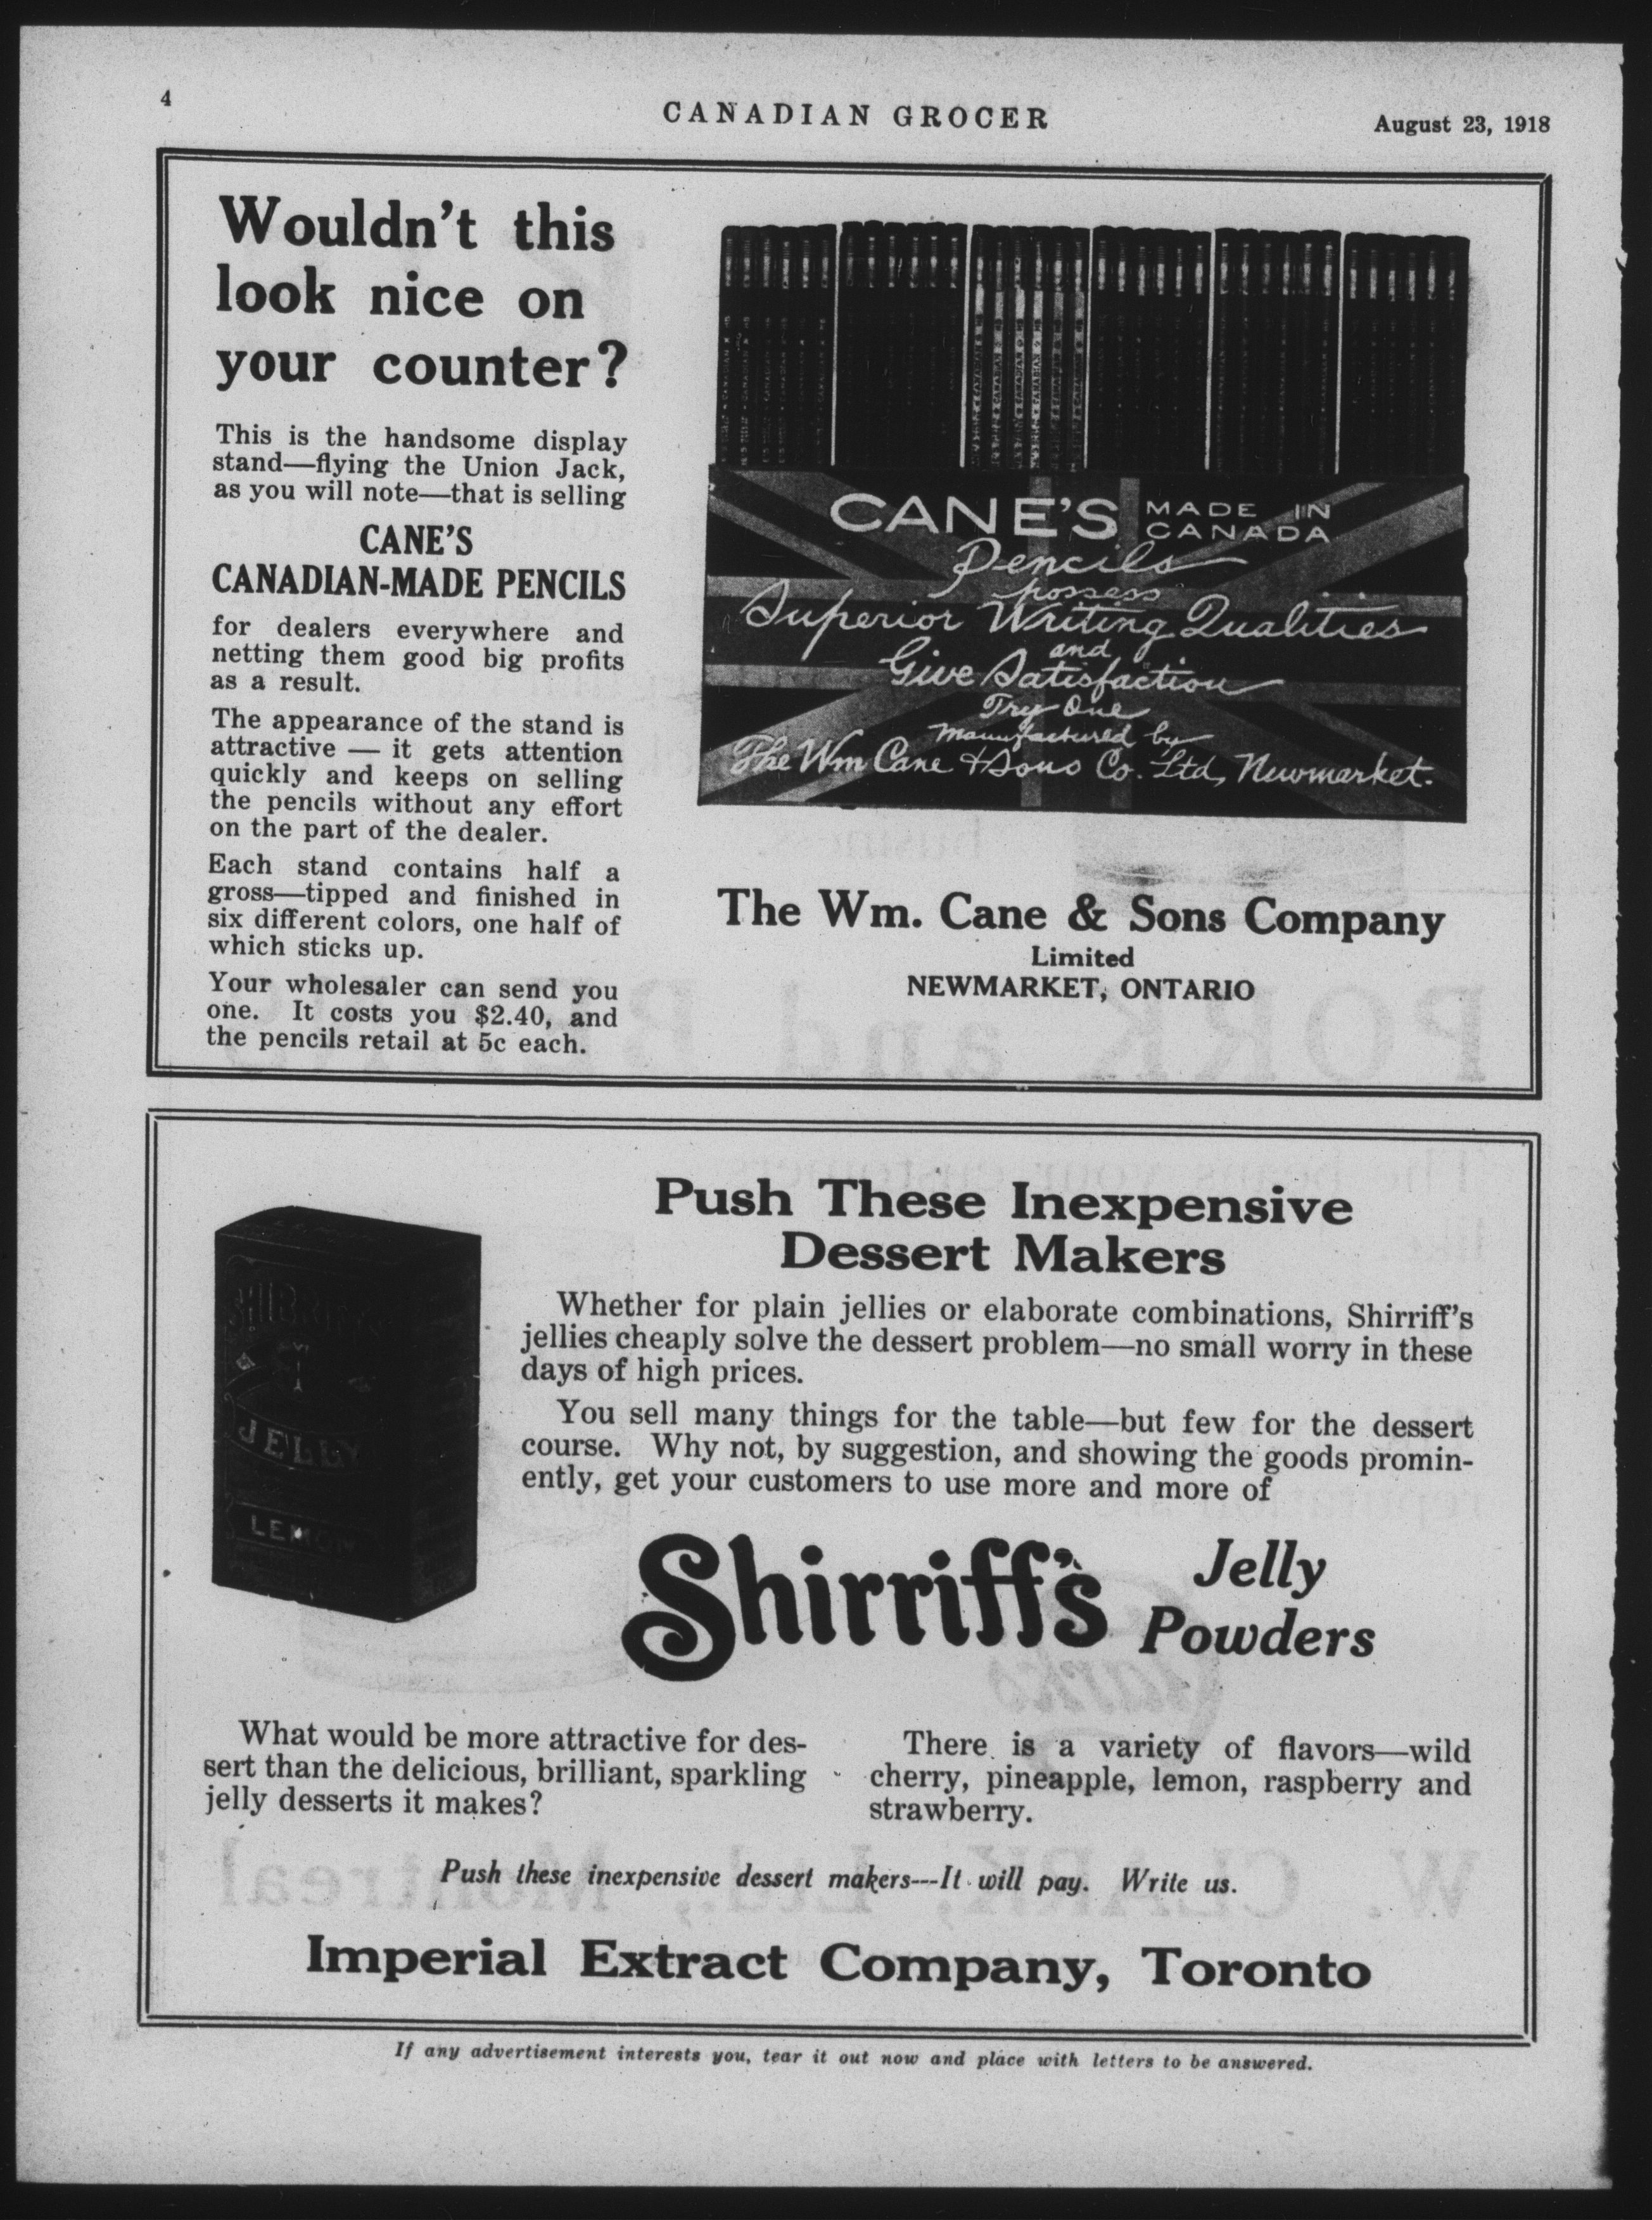 4
CANADIAN GROCER
August 23, 1918
Wouldn't this
look nice on
your counter?
This is the handsome display
stand—flying the Union Jack,
as you will note—that is selling
CANE'S
CANADIAN-MADE PENCILS
for dealers everywhere and
netting them good big profits
as a result.
The appearance of the stand is
attractive — it gets attention
quickly and keeps on selling
the pencils without any effort
on the part of the dealer.
Each stand contains half a
gross—tipped and finished in
six different colors, one half of
which sticks up.
Your wholesaler can send you
one. It costs you $2.40, and
the pencils retail at 5c each.
CANE'S MADE IN
CANADA
Pencils
possess
Superior Writing Qualities
and
Give Satisfaction
Try One
Manufactured by
The Wm Cane & Sons Co. Ltd, Newmarket.
The Wm. Cane & Sons Company
Limited
NEWMARKET, ONTARIO
SHIRRIFF'S
JELLY
LEMON
Push These Inexpensive
Dessert Makers
Whether for plain jellies or elaborate combinations, Shirriff's
jellies cheaply solve the dessert problem—no small worry in these
days of high prices.
You sell many things for the table—but few for the dessert
course. Why not, by suggestion, and showing the goods promin-
ently, get your customers to use more and more of
Shirriff's Jelly
Powders
What would be more attractive for des-
sert than the delicious, brilliant, sparkling
jelly desserts it makes?
There is a variety of flavors—wild
cherry, pineapple, lemon, raspberry and
strawberry.
Push these inexpensive dessert makers---It will pay. Write us.
Imperial Extract Company, Toronto
If any advertisement interests you, tear it out now and place with letters to be answered.